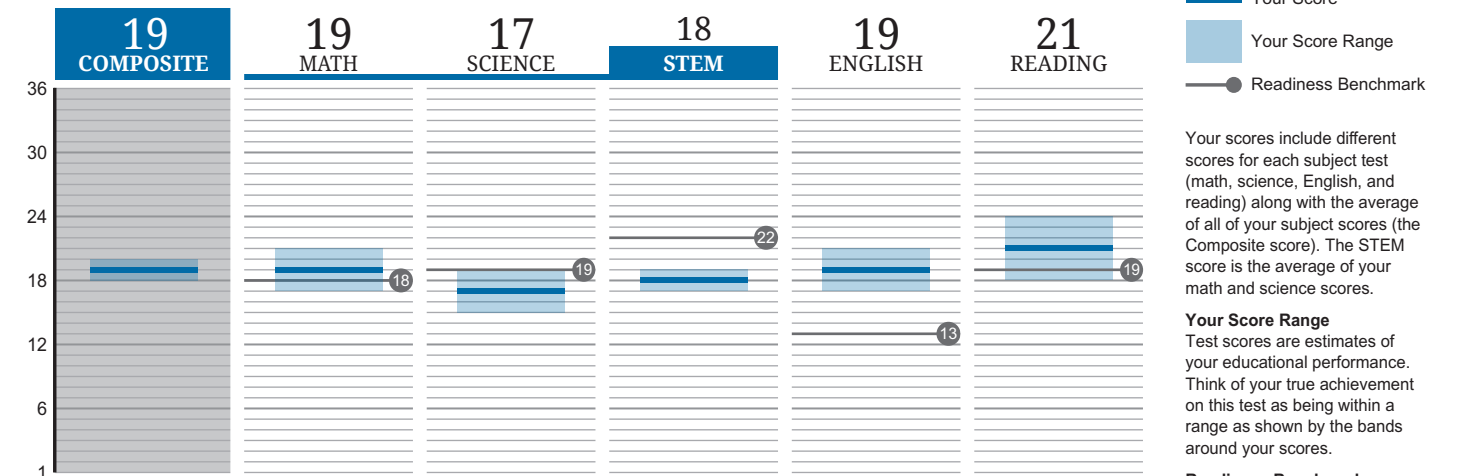 19
COMPOSITE
19
MATH
17
SCIENCE
18
STEM
19
ENGLISH
21
READING
36
30
24
18
12
6
1
18
19
22
13
19
Your Score
Your Score Range
Readiness Benchmark
Your scores include different
scores for each subject test
(math, science, English, and
reading) along with the average
of all of your subject scores (the
Composite score). The STEM
score is the average of your
math and science scores.
Your Score Range
Test scores are estimates of
your educational performance.
Think of your true achievement
on this test as being within a
range as shown by the bands
around your scores.